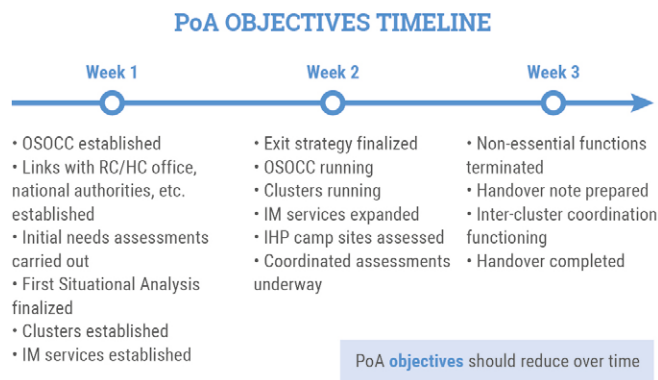 PoA OBJECTIVES TIMELINE
Week 1
Week 2
Week 3
• OSOCC established
• Links with RC/HC office,
national authorities, etc.
established
• Initial needs assessments
carried out
• First Situational Analysis
finalized
• Clusters established
• IM services established
• Exit strategy finalized
• OSOCC running
• Clusters running
• IM services expanded
• IHP camp sites assessed
• Coordinated assessments
underway
• Non-essential functions
terminated
• Handover note prepared
• Inter-cluster coordination
functioning
• Handover completed
PoA objectives should reduce over time